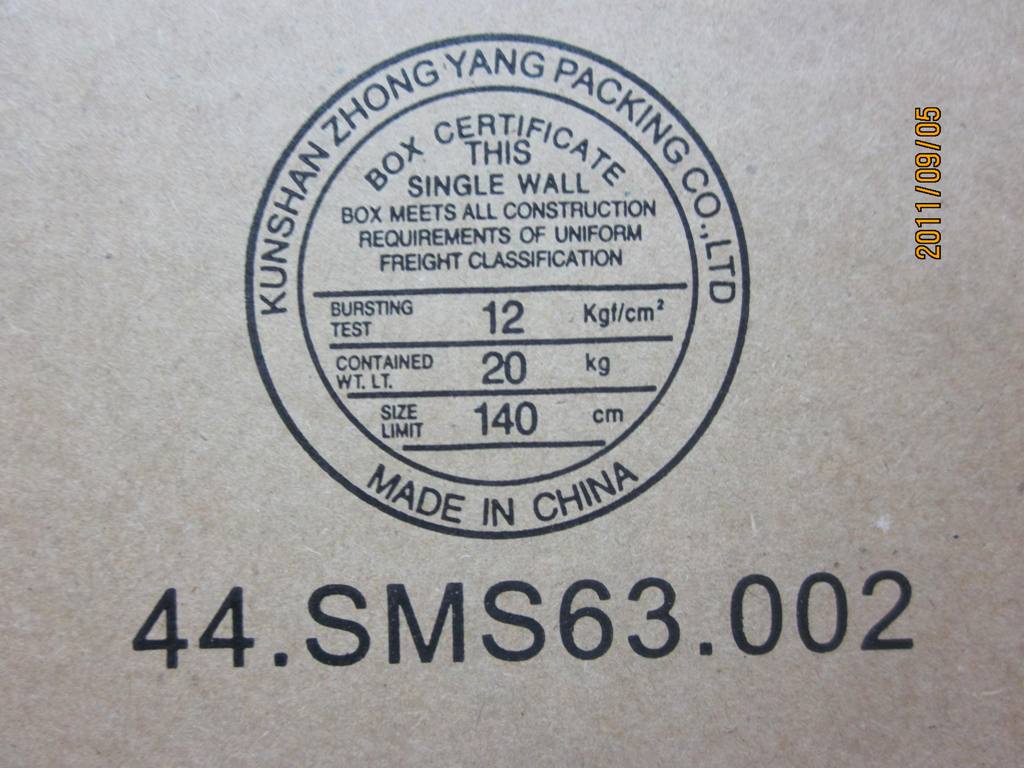 KUNSHAN ZHONG YANG PACKING CO.,LTD
BOX CERTIFICATE
THIS
SINGLE WALL
BOX MEETS ALL CONSTRUCTION
REQUIREMENTS OF UNIFORM
FREIGHT CLASSIFICATION
BURSTING TEST 12 Kgf/cm²
CONTAINED WT. LT. 20 kg
SIZE LIMIT 140 cm
MADE IN CHINA
44.SMS63.002
2011/09/05